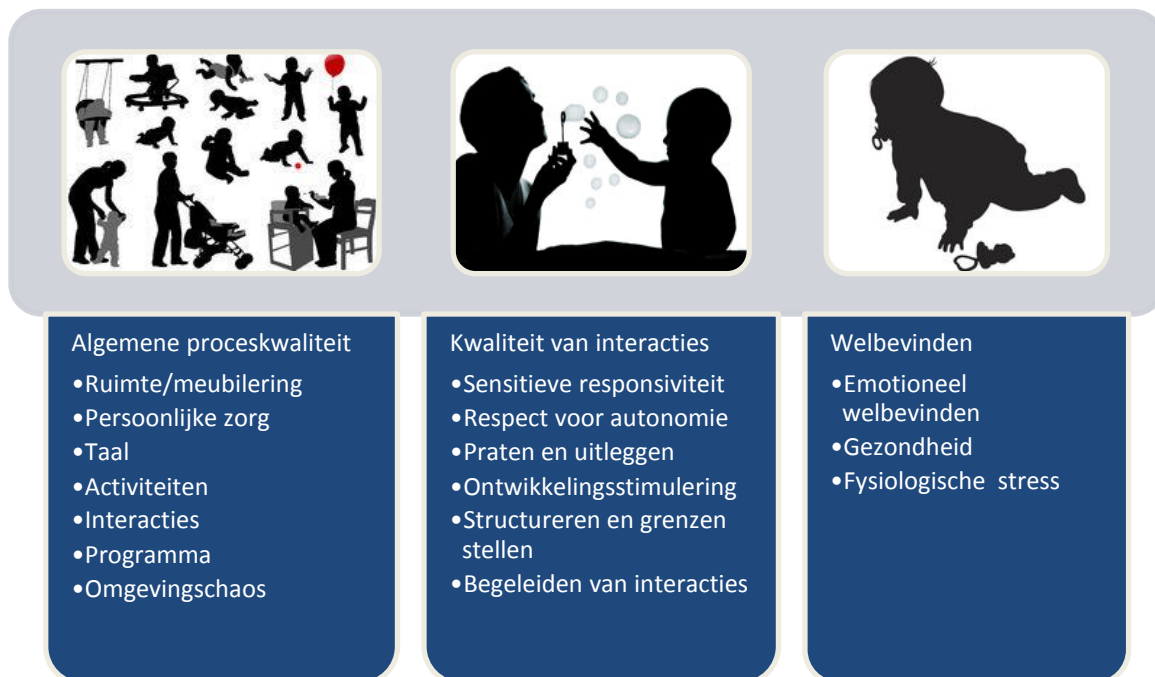 Algemene proceskwaliteit
•Ruimte/meubilering
•Persoonlijke zorg
•Taal
•Activiteiten
•Interacties
•Programma
•Omgevingschaos
Kwaliteit van interacties
•Sensitieve responsiviteit
•Respect voor autonomie
•Praten en uitleggen
•Ontwikkelingsstimulering
•Structureren en grenzen
stellen
•Begeleiden van interacties
Welbevinden
•Emotioneel
welbevinden
•Gezondheid
•Fysiologische stress